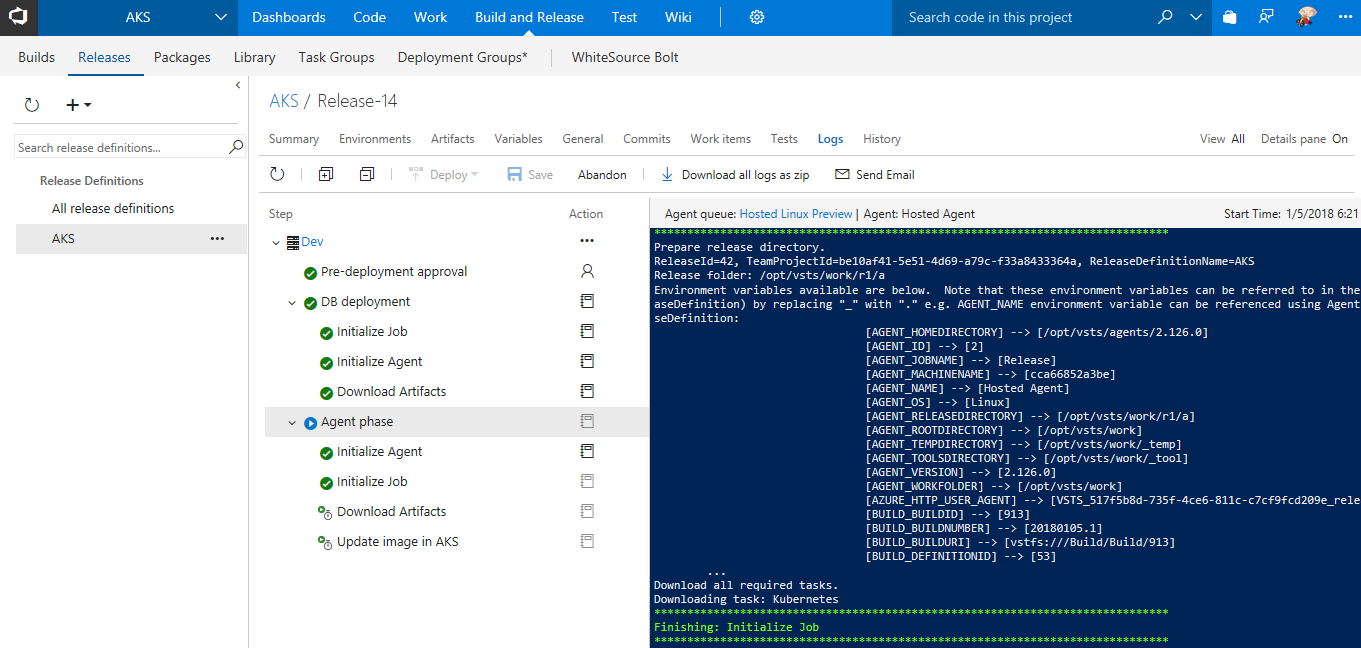 AKS Dashboards Code Work Build and Release Test Wiki Search code in this project
Builds Releases Packages Library Task Groups Deployment Groups* WhiteSource Bolt
AKS / Release-14
Summary Environments Artifacts Variables General Commits Work items Tests Logs History View All Details pane On
Deploy Save Abandon Download all logs as zip Send Email
Search release definitions...
Release Definitions
All release definitions
AKS ...
Step Action
Dev ...
Pre-deployment approval
DB deployment
Initialize Job
Initialize Agent
Download Artifacts
Agent phase
Initialize Agent
Initialize Job
Download Artifacts
Update image in AKS
Agent queue: Hosted Linux Preview | Agent: Hosted Agent Start Time: 1/5/2018 6:21
******************************************************************************
Prepare release directory.
ReleaseId=42, TeamProjectId=be10af41-5e51-4d69-a79c-f33a8433364a, ReleaseDefinitionName=AKS
Release folder: /opt/vsts/work/r1/a
Environment variables available are below.  Note that these environment variables can be referred to in the
aseDefinition) by replacing "_" with "." e.g. AGENT_NAME environment variable can be referenced using Agent
seDefinition:
[AGENT_HOMEDIRECTORY] --> [/opt/vsts/agents/2.126.0]
[AGENT_ID] --> [2]
[AGENT_JOBNAME] --> [Release]
[AGENT_MACHINENAME] --> [cca66852a3be]
[AGENT_NAME] --> [Hosted Agent]
[AGENT_OS] --> [Linux]
[AGENT_RELEASEDIRECTORY] --> [/opt/vsts/work/r1/a]
[AGENT_ROOTDIRECTORY] --> [/opt/vsts/work]
[AGENT_TEMPDIRECTORY] --> [/opt/vsts/work/_temp]
[AGENT_TOOLSDIRECTORY] --> [/opt/vsts/work/_tool]
[AGENT_VERSION] --> [2.126.0]
[AGENT_WORKFOLDER] --> [/opt/vsts/work]
[AZURE_HTTP_USER_AGENT] --> [VSTS_517f5b8d-735f-4ce6-811c-c7cf9fcd209e_rele
[BUILD_BUILDID] --> [913]
[BUILD_BUILDNUMBER] --> [20180105.1]
[BUILD_BUILDURI] --> [vstfs:///Build/Build/913]
[BUILD_DEFINITIONID] --> [53]
...
Download all required tasks.
Downloading task: Kubernetes
******************************************************************************
Finishing: Initialize Job
******************************************************************************